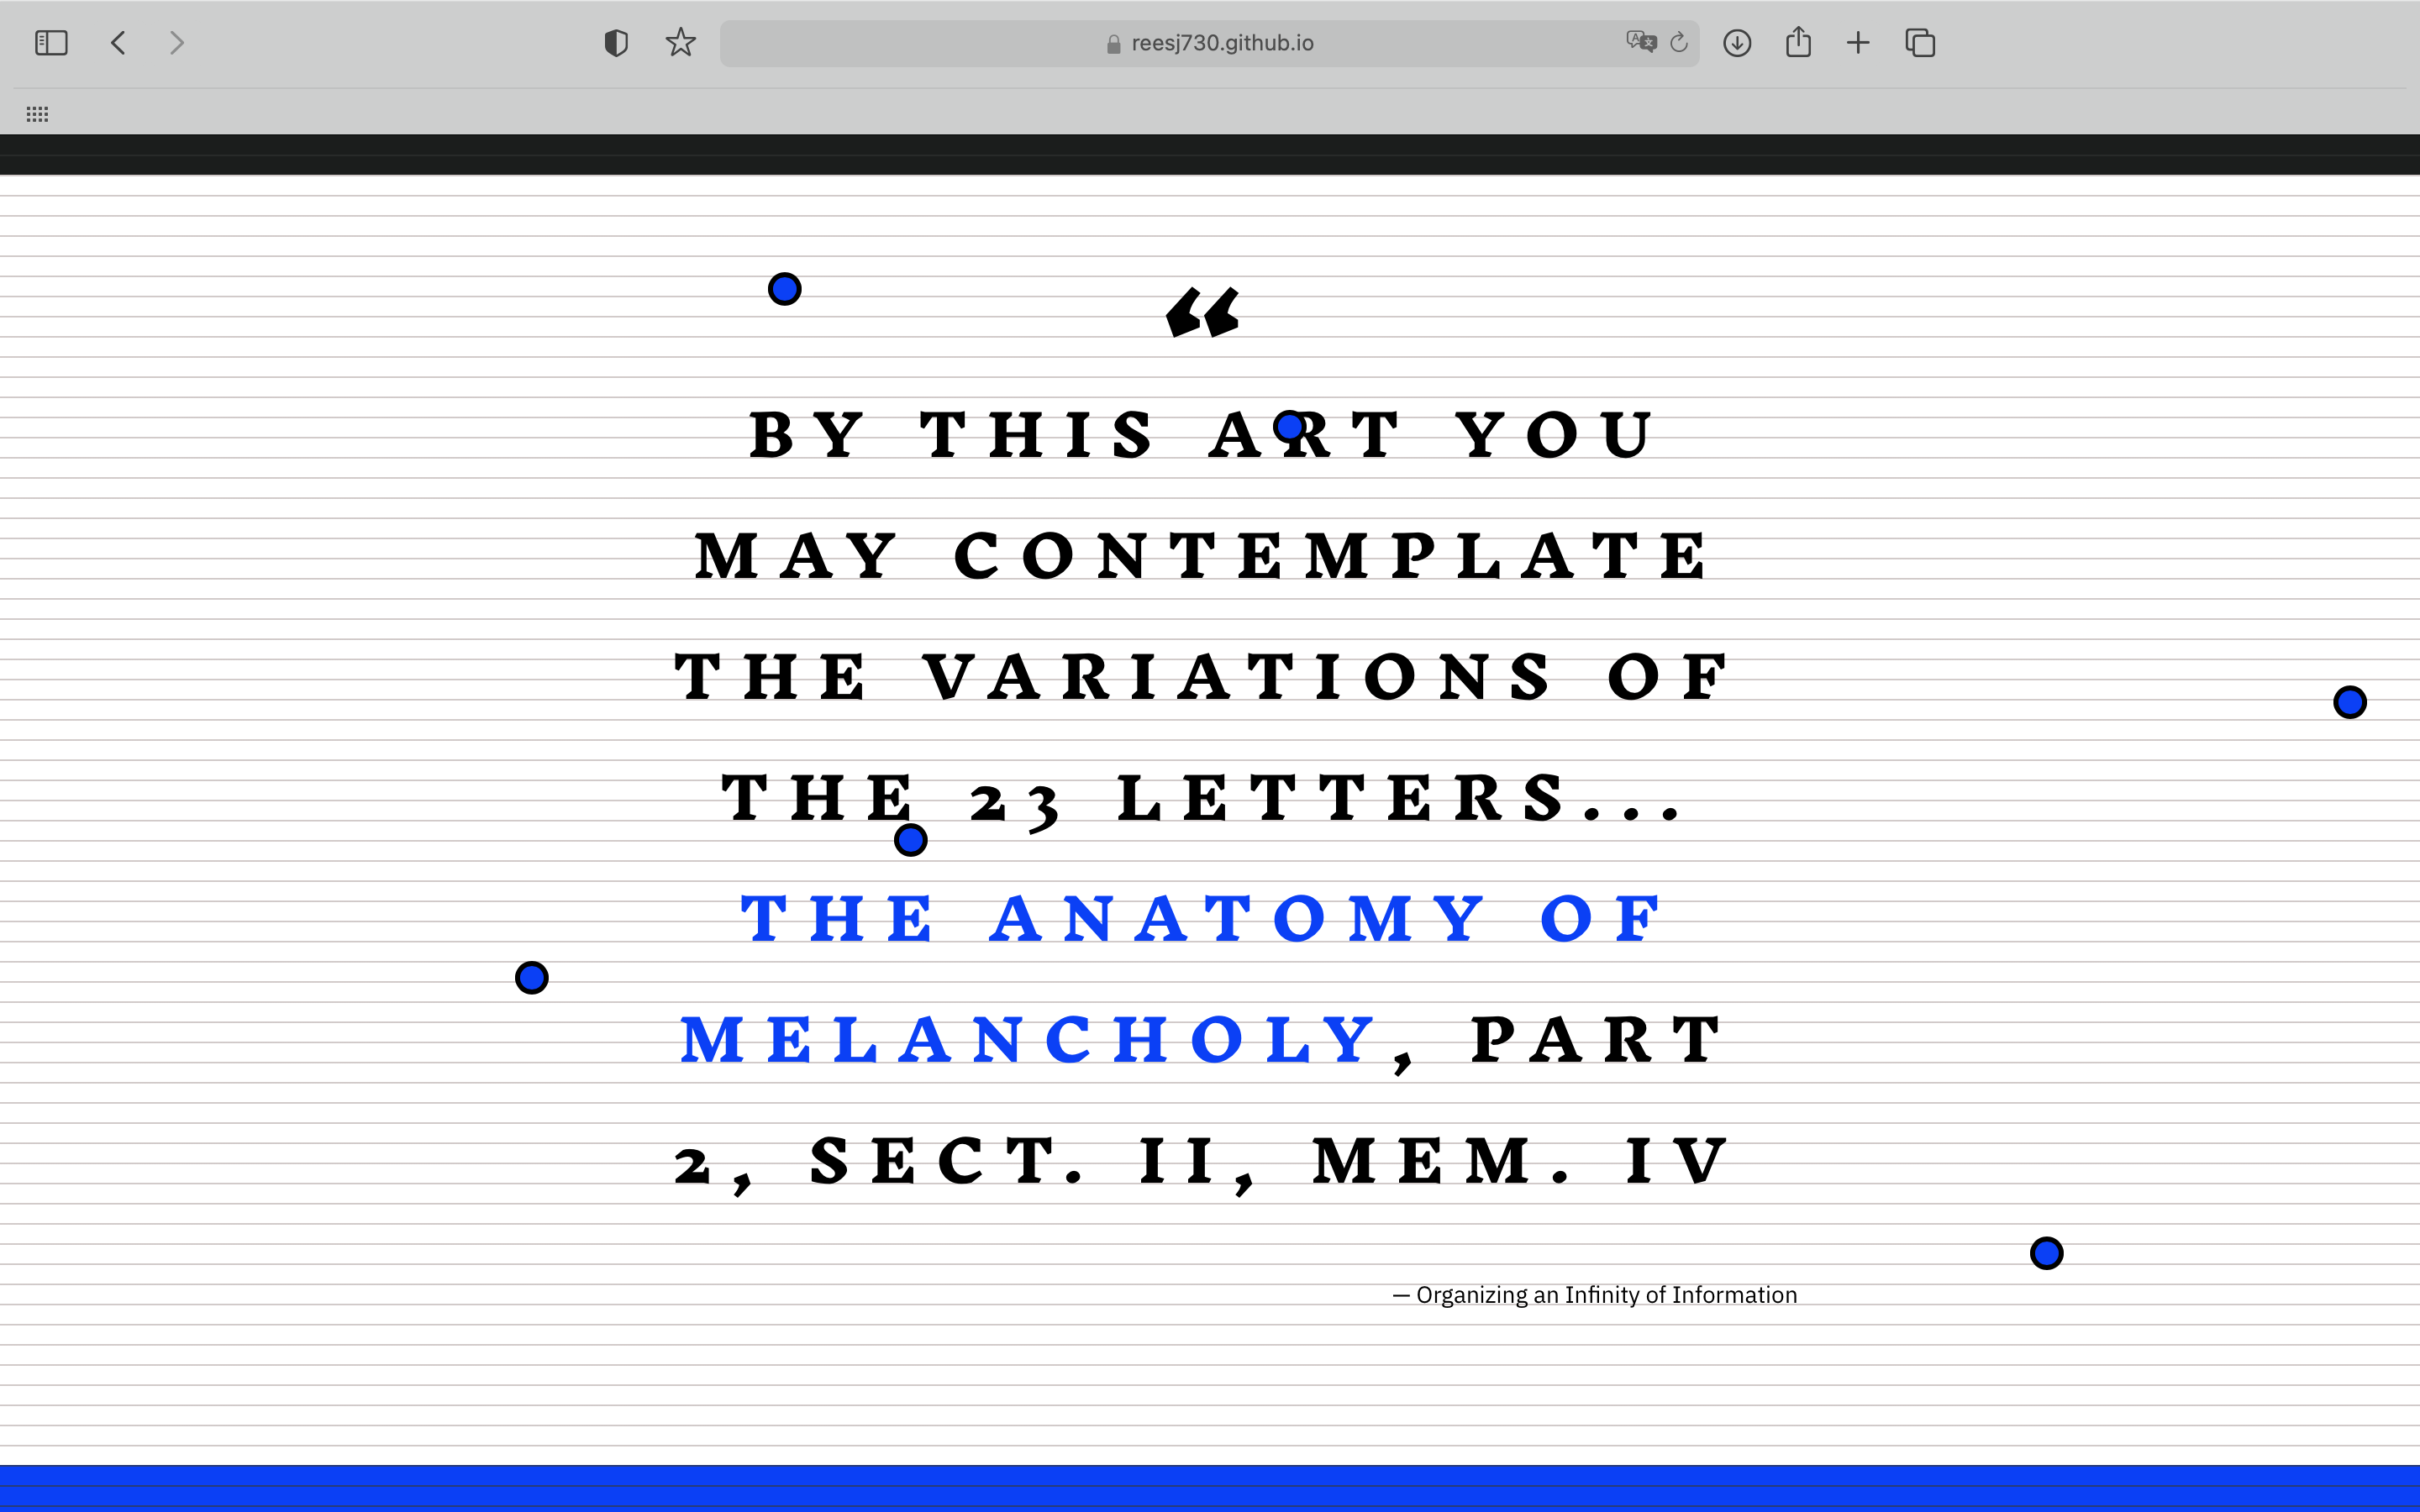 reesj730.github.io
“
BY THIS ART YOU
MAY CONTEMPLATE
THE VARIATIONS OF
THE 23 LETTERS...
THE ANATOMY OF
MELANCHOLY, PART
2, SECT. II, MEM. IV
— Organizing an Infinity of Information